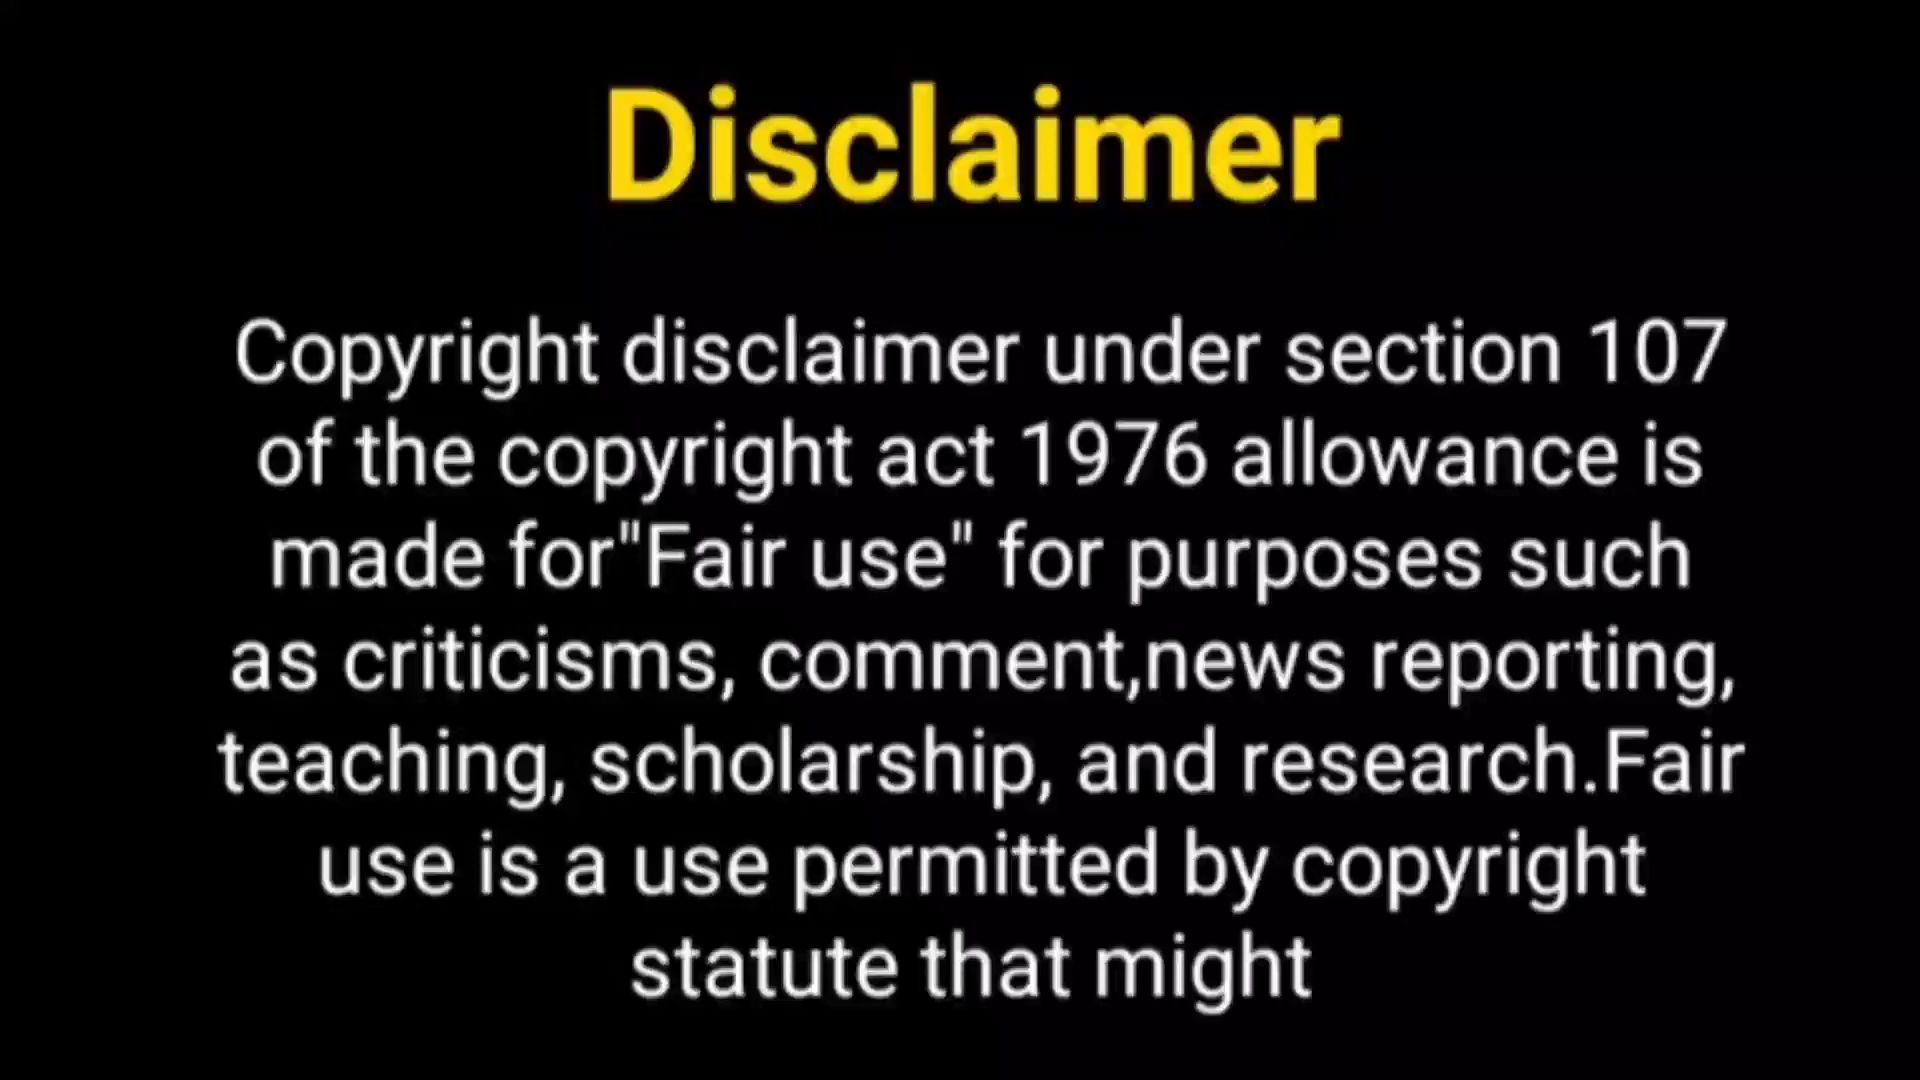 Disclaimer
Copyright disclaimer under section 107
of the copyright act 1976 allowance is
made for"Fair use" for purposes such
as criticisms, comment,news reporting,
teaching, scholarship, and research.Fair
use is a use permitted by copyright
statute that might